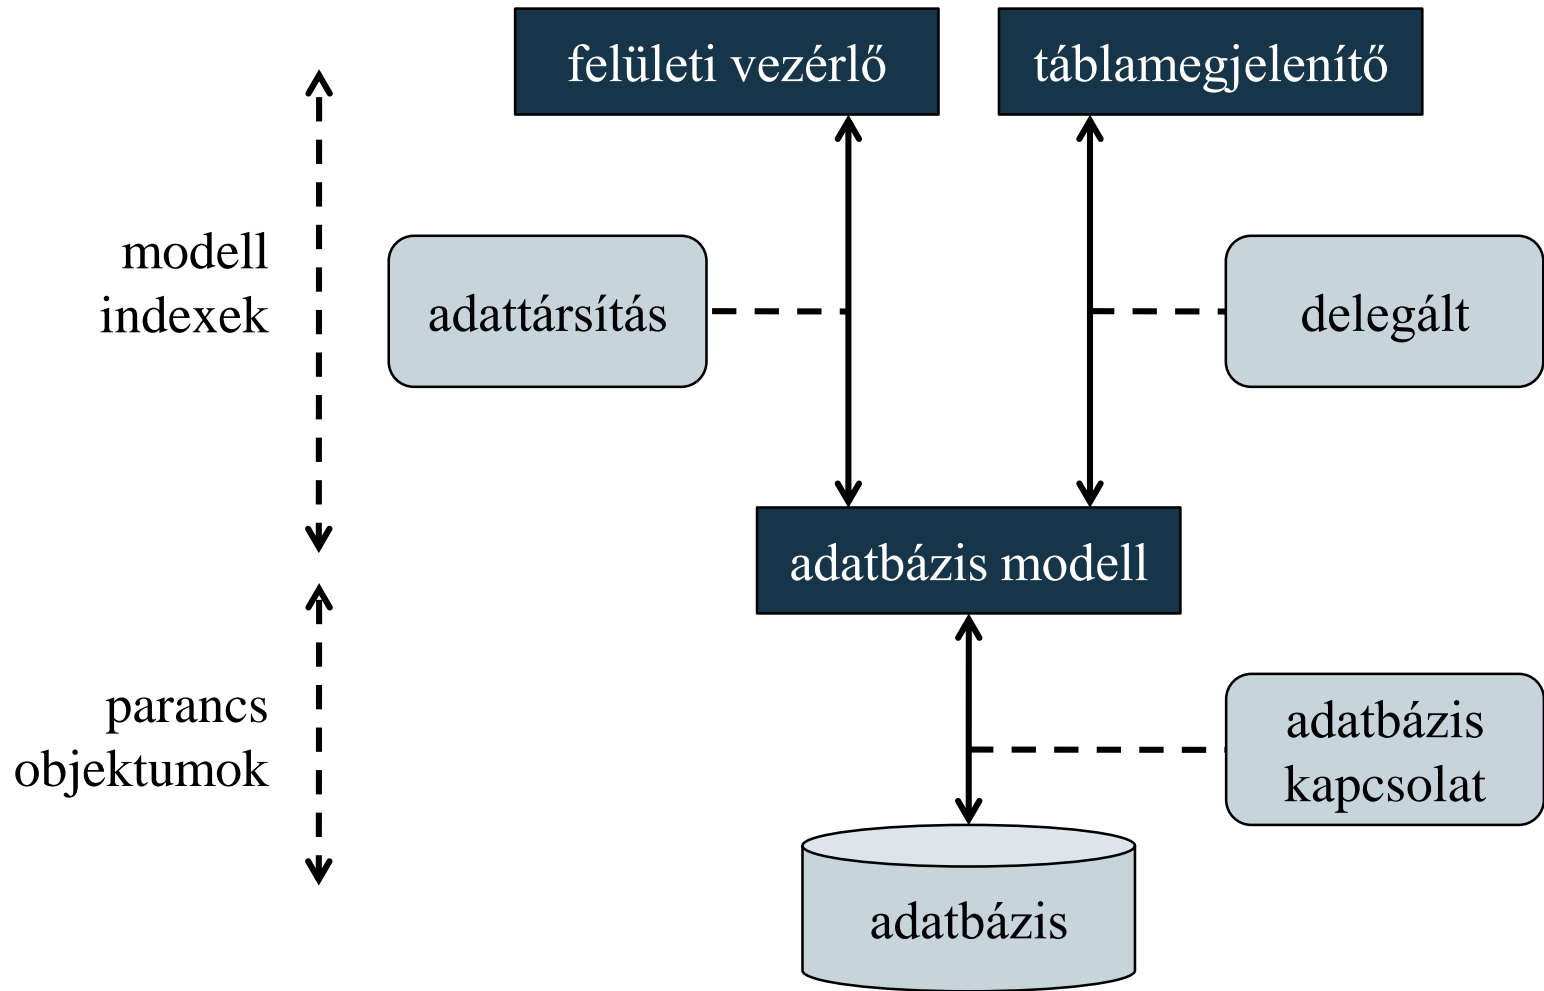 felületi vezérlő
táblamegjelenítő
modell
indexek
adattársítás
delegált
adatbázis modell
parancs
objektumok
adatbázis
kapcsolat
adatbázis